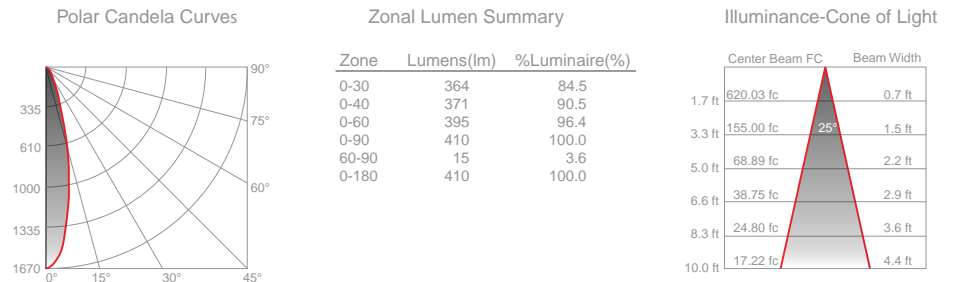 Polar Candela Curves
335
610
1000
1335
1670
0°
15°
30°
45°
60°
75°
90°
Zonal Lumen Summary
Zone Lumens(lm) %Luminaire(%)
0-30 364 84.5
0-40 371 90.5
0-60 395 96.4
0-90 410 100.0
60-90 15 3.6
0-180 410 100.0
Illuminance-Cone of Light
Center Beam FC Beam Width
1.7 ft 620.03 fc 0.7 ft
25°
3.3 ft 155.00 fc 1.5 ft
5.0 ft 68.89 fc 2.2 ft
6.6 ft 38.75 fc 2.9 ft
8.3 ft 24.80 fc 3.6 ft
10.0 ft 17.22 fc 4.4 ft